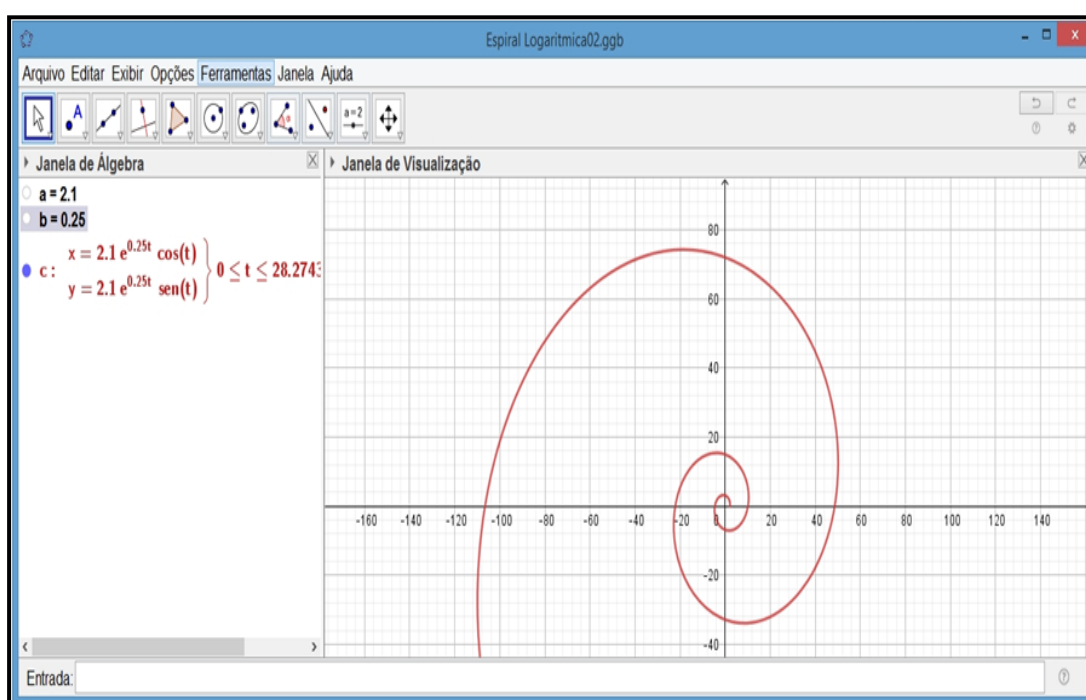 Espiral Logaritmica02.ggb
Arquivo Editar Exibir Opções Ferramentas Janela Ajuda
A
a=2
Janela de Álgebra
Janela de Visualização
a = 2.1
b = 0.25
c : x = 2.1 e^0.25t cos(t)
y = 2.1 e^0.25t sen(t)
0 ≤ t ≤ 28.2743
80
60
40
20
-160 -140 -120 -100 -80 -60 -40 -20 0 20 40 60 80 100 120 140
-20
-40
Entrada: